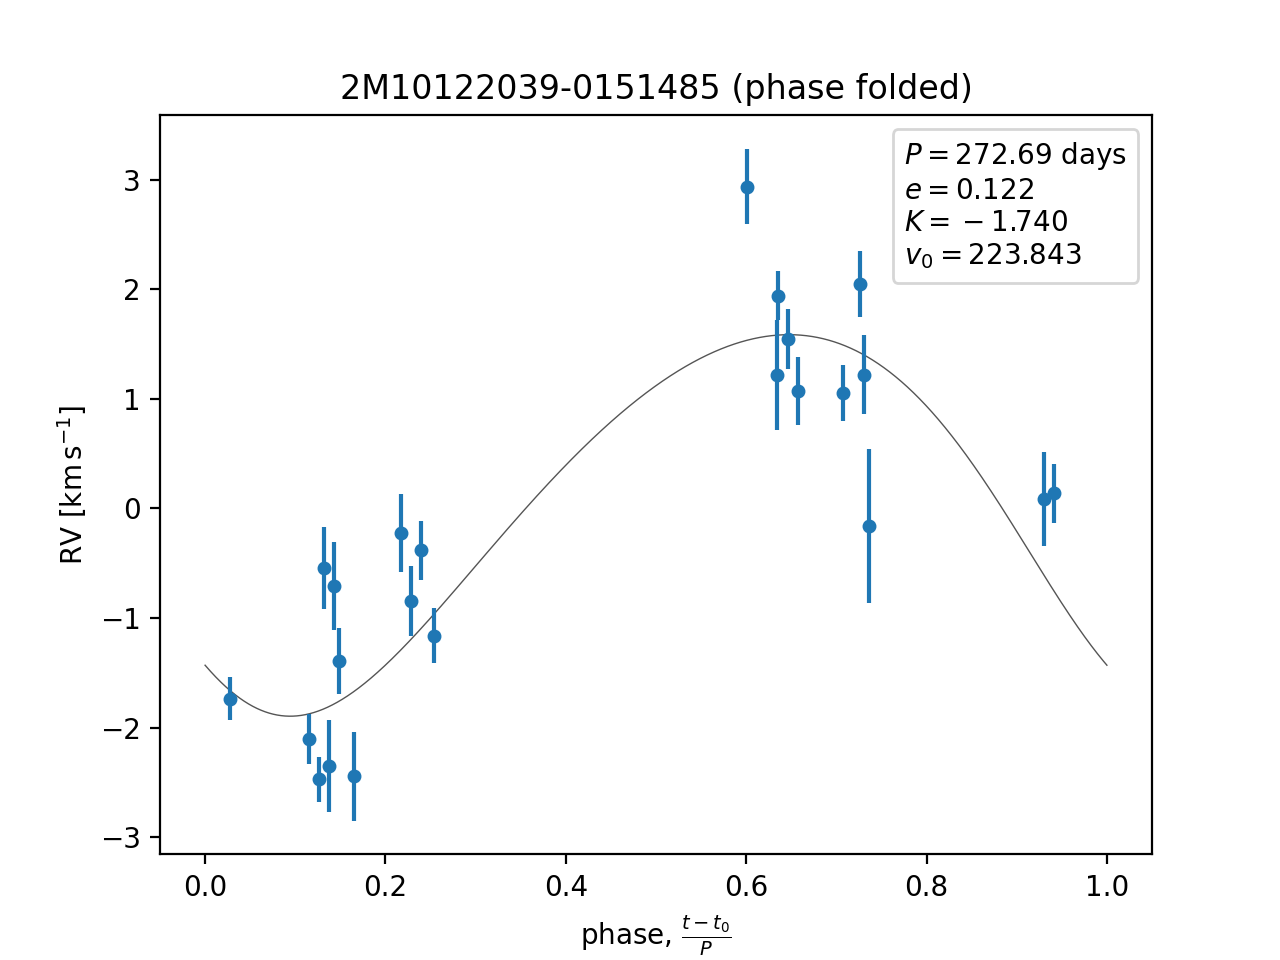 2M10122039-0151485 (phase folded)
P = 272.69 days
e = 0.122
K = −1.740
v₀ = 223.843
RV [km s⁻¹]
3
2
1
0
−1
−2
−3
0.0 0.2 0.4 0.6 0.8 1.0
phase, (t − t₀)/P